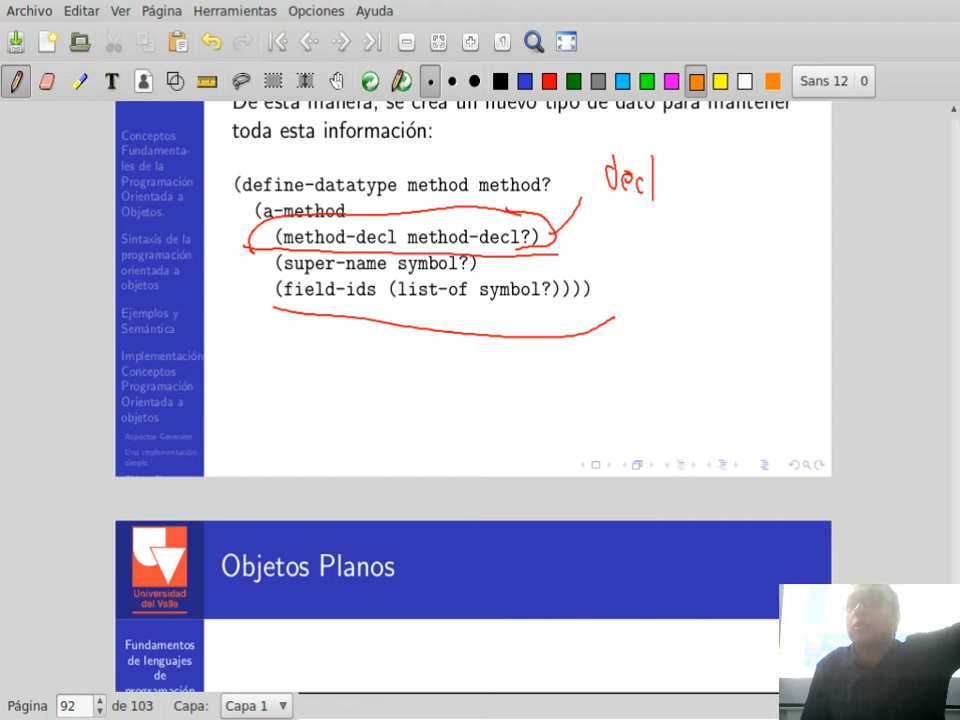 Archivo Editar Ver Página Herramientas Opciones Ayuda
Sans 12 0
De esta manera, se crea un nuevo tipo de dato para mantener
toda esta información:
(define-datatype method method?
(a-method
(method-decl method-decl?)
(super-name symbol?)
(field-ids (list-of symbol?))))
decl
Conceptos
Fundamenta-
les de la
Programación
Orientada a
Objetos.
Sintaxis de la
programación
orientada a
objetos
Ejemplos y
Semántica
Implementación
Conceptos
Programación
Orientada a
objetos
Aspectos Generales
Una implementación
simple
Universidad
del Valle
Objetos Planos
Fundamentos
de lenguajes
de
programación
Página 92 de 103 Capa: Capa 1